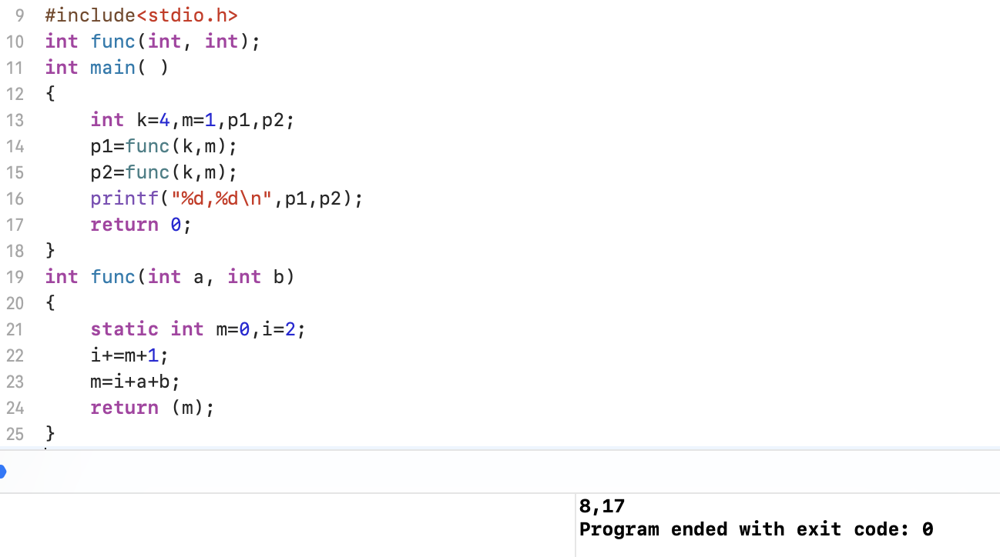 9 #include<stdio.h>
10 int func(int, int);
11 int main( )
12 {
13     int k=4,m=1,p1,p2;
14     p1=func(k,m);
15     p2=func(k,m);
16     printf("%d,%d\n",p1,p2);
17     return 0;
18 }
19 int func(int a, int b)
20 {
21     static int m=0,i=2;
22     i+=m+1;
23     m=i+a+b;
24     return (m);
25 }
8,17
Program ended with exit code: 0